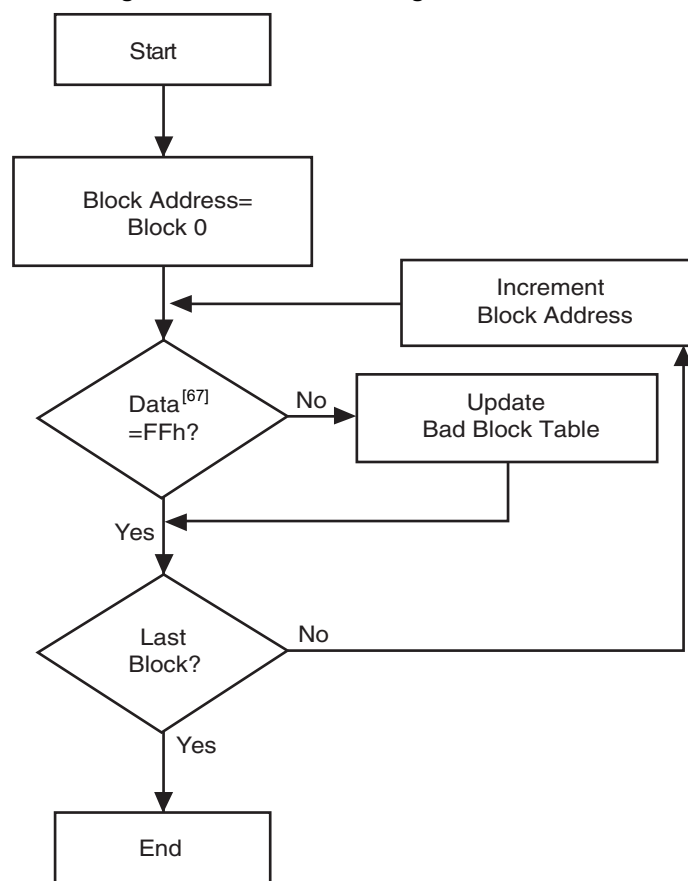 Start
Block Address=
Block 0
Increment
Block Address
Data[67]
=FFh?
No
Update
Bad Block Table
Yes
Last
Block?
No
Yes
End